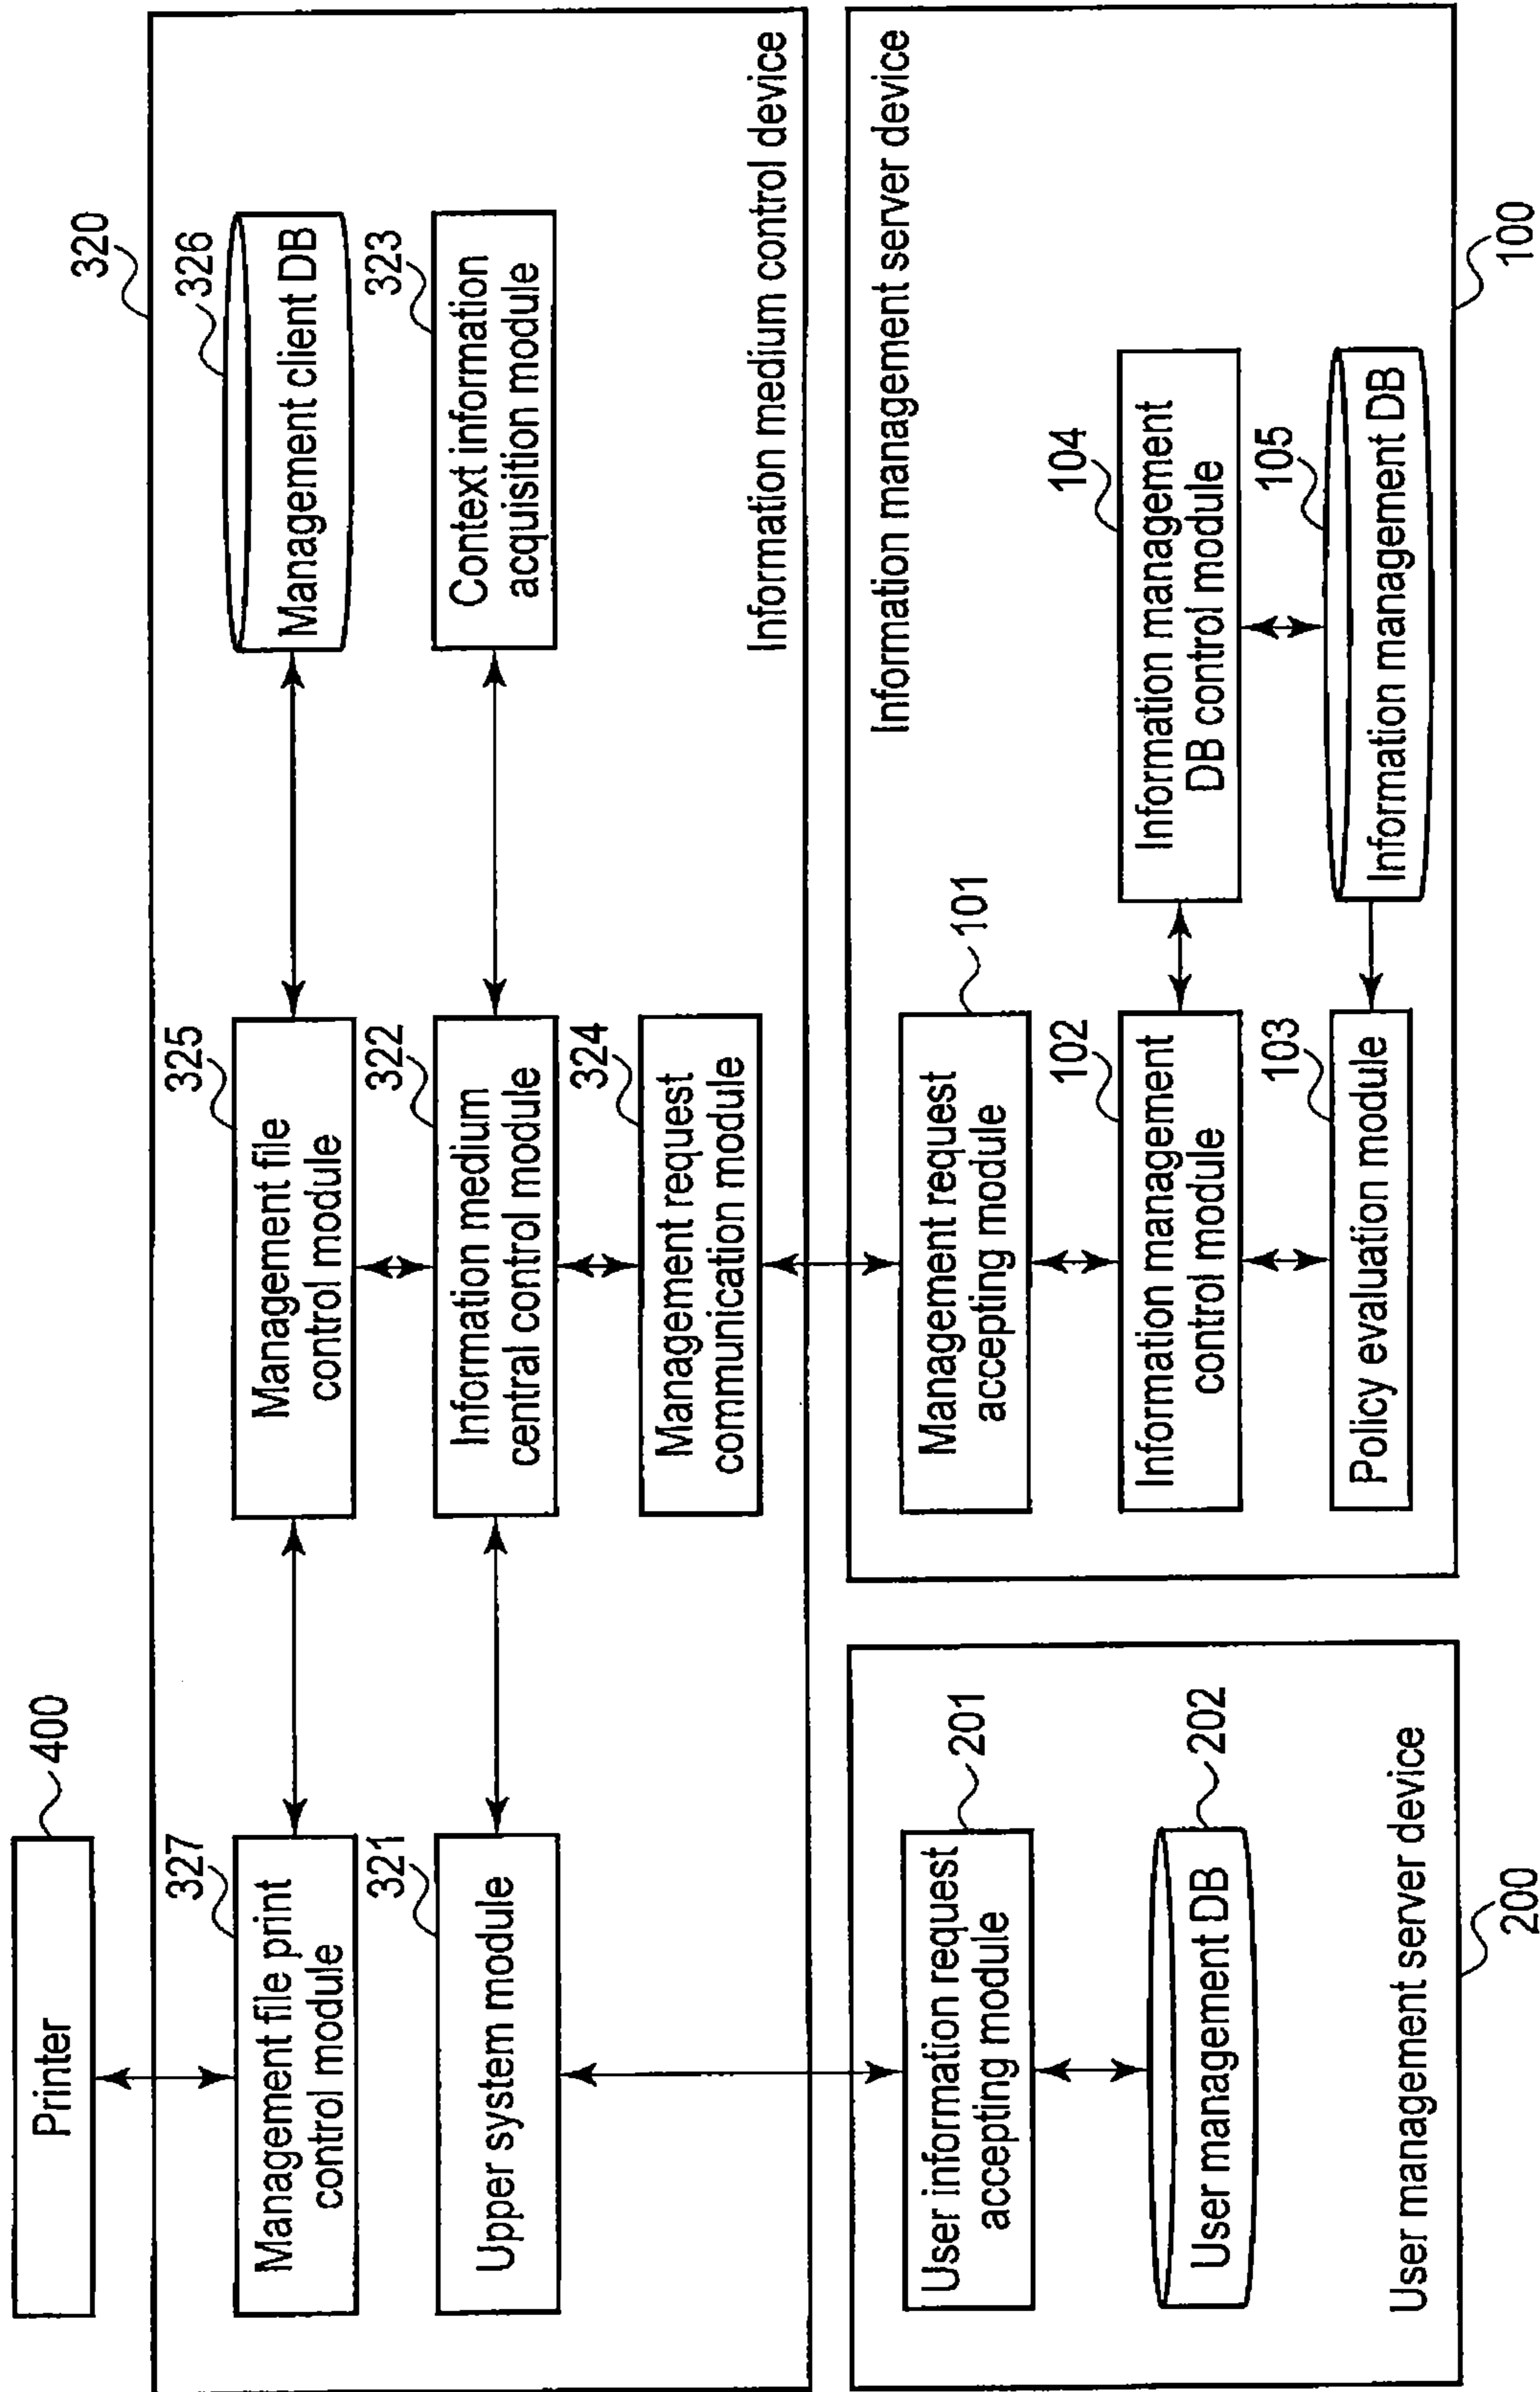 Printer
400
320
327
Management file print
control module
325
Management file
control module
326
Management client DB
321
Upper system module
322
Information medium
central control module
323
Context information
acquisition module
324
Management request
communication module
Information medium control device
201
User information request
accepting module
202
User management DB
User management server device
200
Information management server device
101
Management request
accepting module
102
Information management
control module
104
Information management
DB control module
103
Policy evaluation module
105
Information management DB
100